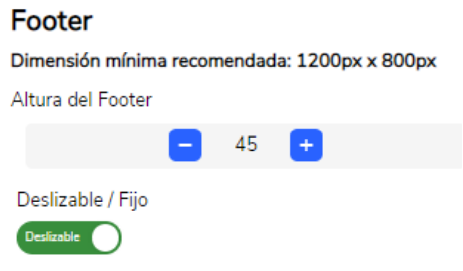 Footer
Dimensión mínima recomendada: 1200px x 800px
Altura del Footer
- 45 +
Deslizable / Fijo
Deslizable